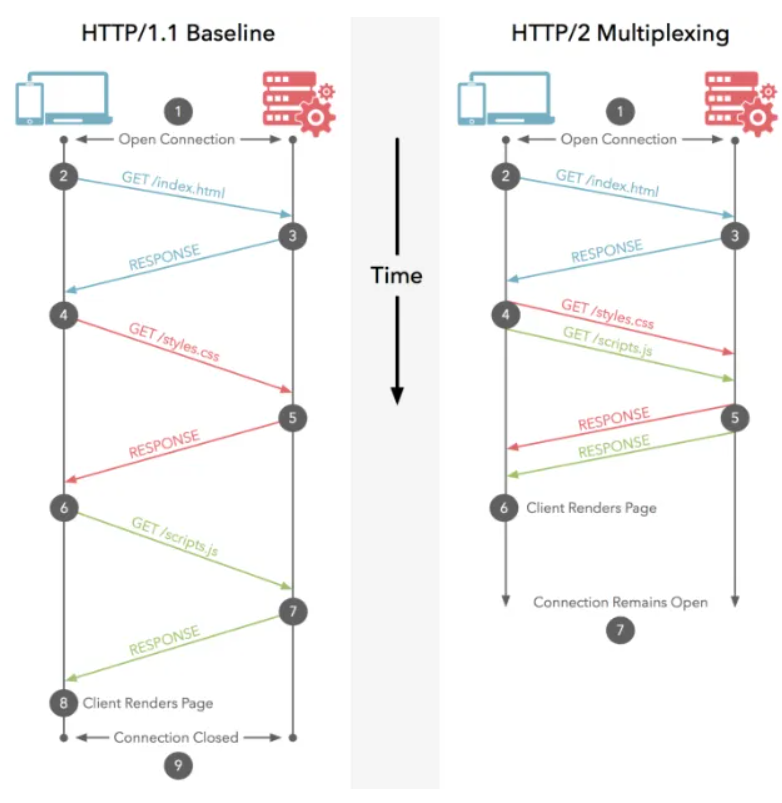 HTTP/1.1 Baseline
1
Open Connection
2
GET /index.html
3
RESPONSE
4
GET /styles.css
5
RESPONSE
6
GET /scripts.js
7
RESPONSE
8 Client Renders Page
Connection Closed
9
Time
HTTP/2 Multiplexing
1
Open Connection
2
GET /index.html
3
RESPONSE
4
GET /styles.css
GET /scripts.js
5
RESPONSE
RESPONSE
6 Client Renders Page
Connection Remains Open
7